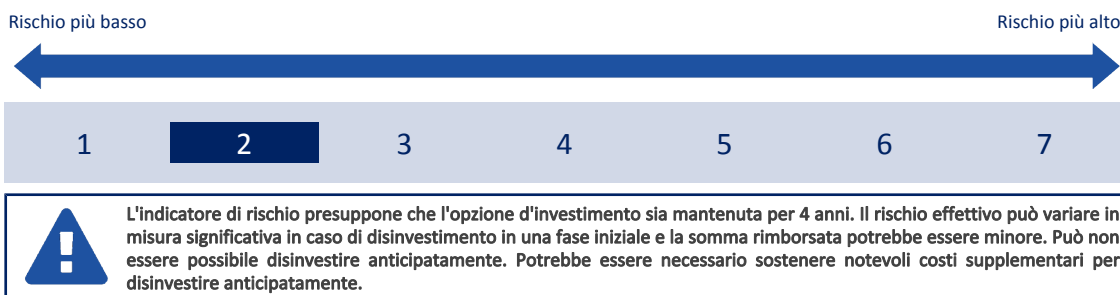 Rischio più basso Rischio più alto
1 2 3 4 5 6 7
L'indicatore di rischio presuppone che l'opzione d'investimento sia mantenuta per 4 anni. Il rischio effettivo può variare in
misura significativa in caso di disinvestimento in una fase iniziale e la somma rimborsata potrebbe essere minore. Può non
essere possibile disinvestire anticipatamente. Potrebbe essere necessario sostenere notevoli costi supplementari per
disinvestire anticipatamente.